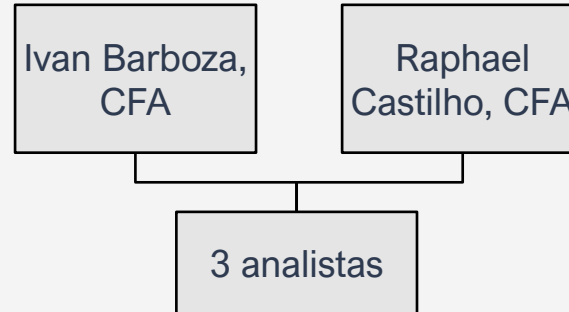 Ivan Barboza,
CFA
Raphael
Castilho, CFA
3 analistas